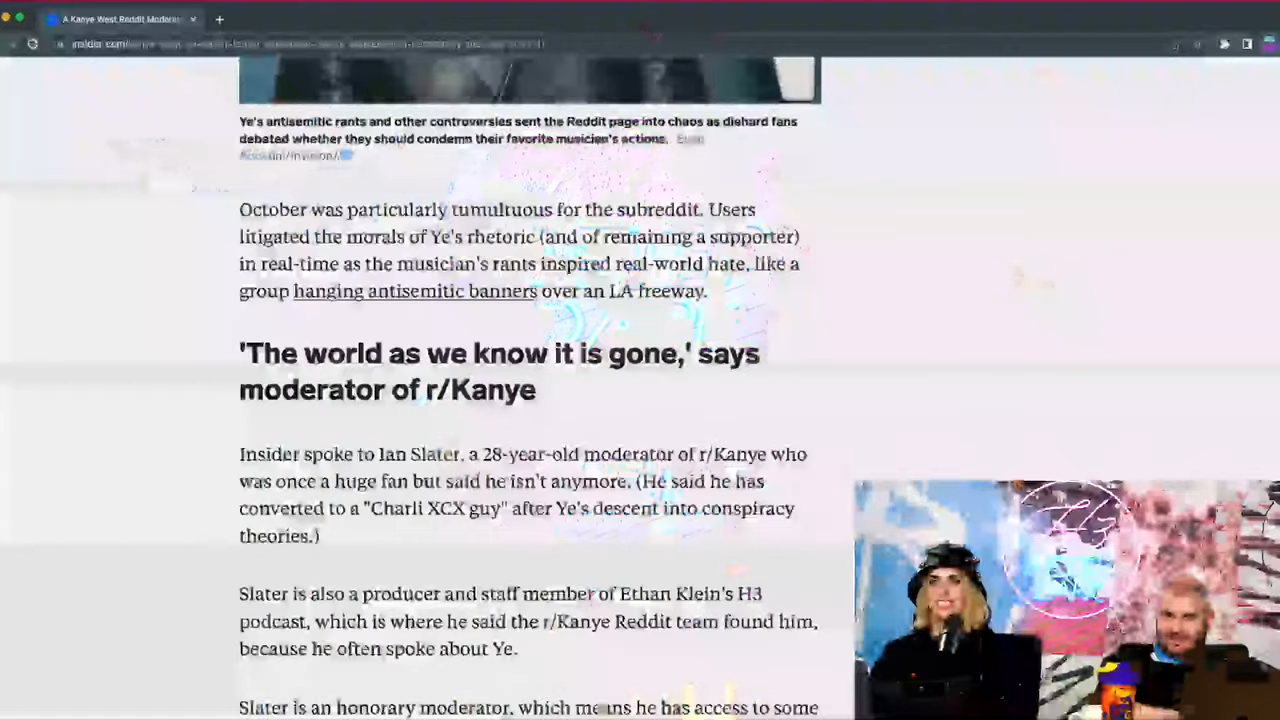 A Kanye West Reddit Moderat
insider.com
Ye's antisemitic rants and other controversies sent the Reddit page into chaos as diehard fans
debated whether they should condemn their favorite musician's actions.
October was particularly tumultuous for the subreddit. Users
litigated the morals of Ye's rhetoric (and of remaining a supporter)
in real-time as the musician's rants inspired real-world hate, like a
group hanging antisemitic banners over an LA freeway.
'The world as we know it is gone,' says
moderator of r/Kanye
Insider spoke to Ian Slater, a 28-year-old moderator of r/Kanye who
was once a huge fan but said he isn't anymore. (He said he has
converted to a "Charli XCX guy" after Ye's descent into conspiracy
theories.)
Slater is also a producer and staff member of Ethan Klein's H3
podcast, which is where he said the r/Kanye Reddit team found him,
because he often spoke about Ye.
Slater is an honorary moderator, which means he has access to some